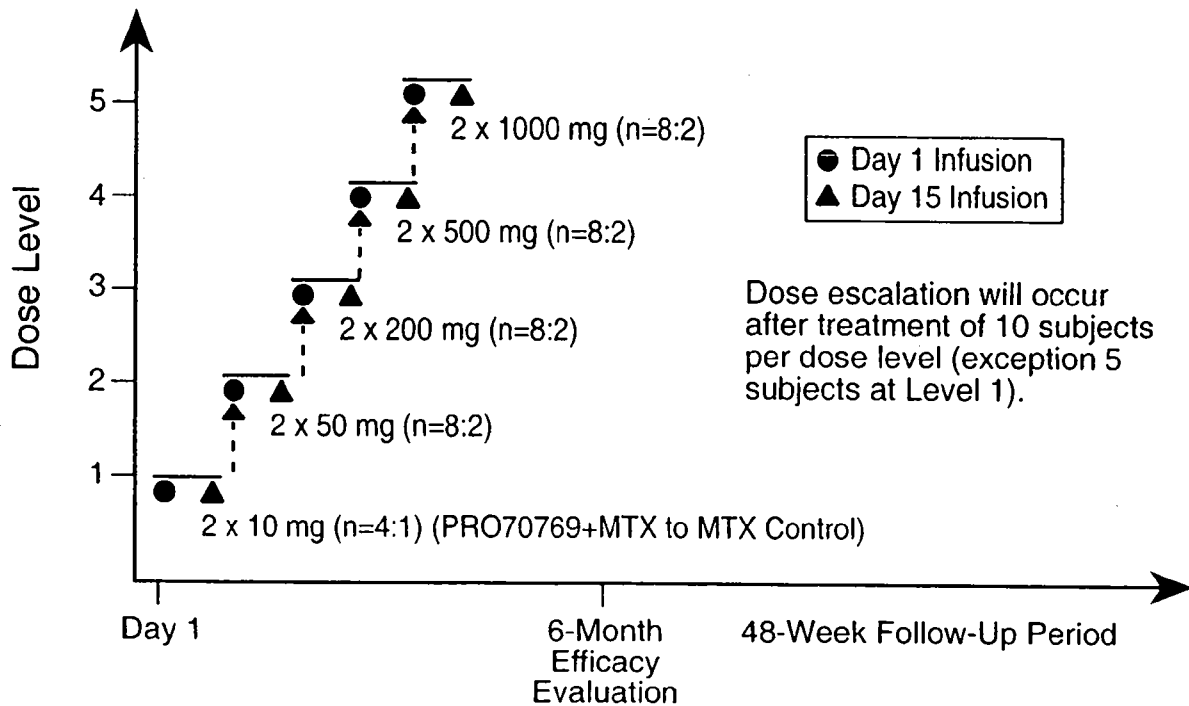 Dose Level
5
4
3
2
1
2 x 1000 mg (n=8:2)
2 x 500 mg (n=8:2)
2 x 200 mg (n=8:2)
2 x 50 mg (n=8:2)
2 x 10 mg (n=4:1) (PRO70769+MTX to MTX Control)
Day 1 Infusion
Day 15 Infusion
Dose escalation will occur
after treatment of 10 subjects
per dose level (exception 5
subjects at Level 1).
Day 1
6-Month
Efficacy
Evaluation
48-Week Follow-Up Period